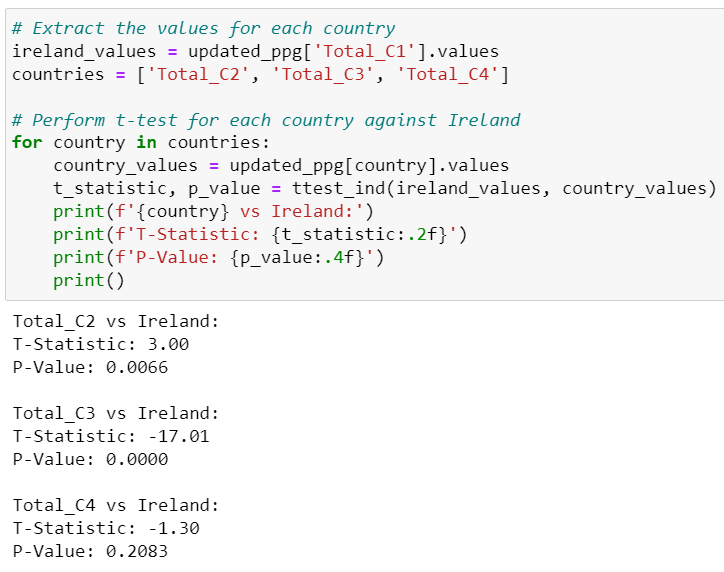 # Extract the values for each country
ireland_values = updated_ppg['Total_C1'].values
countries = ['Total_C2', 'Total_C3', 'Total_C4']

# Perform t-test for each country against Ireland
for country in countries:
    country_values = updated_ppg[country].values
    t_statistic, p_value = ttest_ind(ireland_values, country_values)
    print(f'{country} vs Ireland:')
    print(f'T-Statistic: {t_statistic:.2f}')
    print(f'P-Value: {p_value:.4f}')
    print()

Total_C2 vs Ireland:
T-Statistic: 3.00
P-Value: 0.0066

Total_C3 vs Ireland:
T-Statistic: -17.01
P-Value: 0.0000

Total_C4 vs Ireland:
T-Statistic: -1.30
P-Value: 0.2083